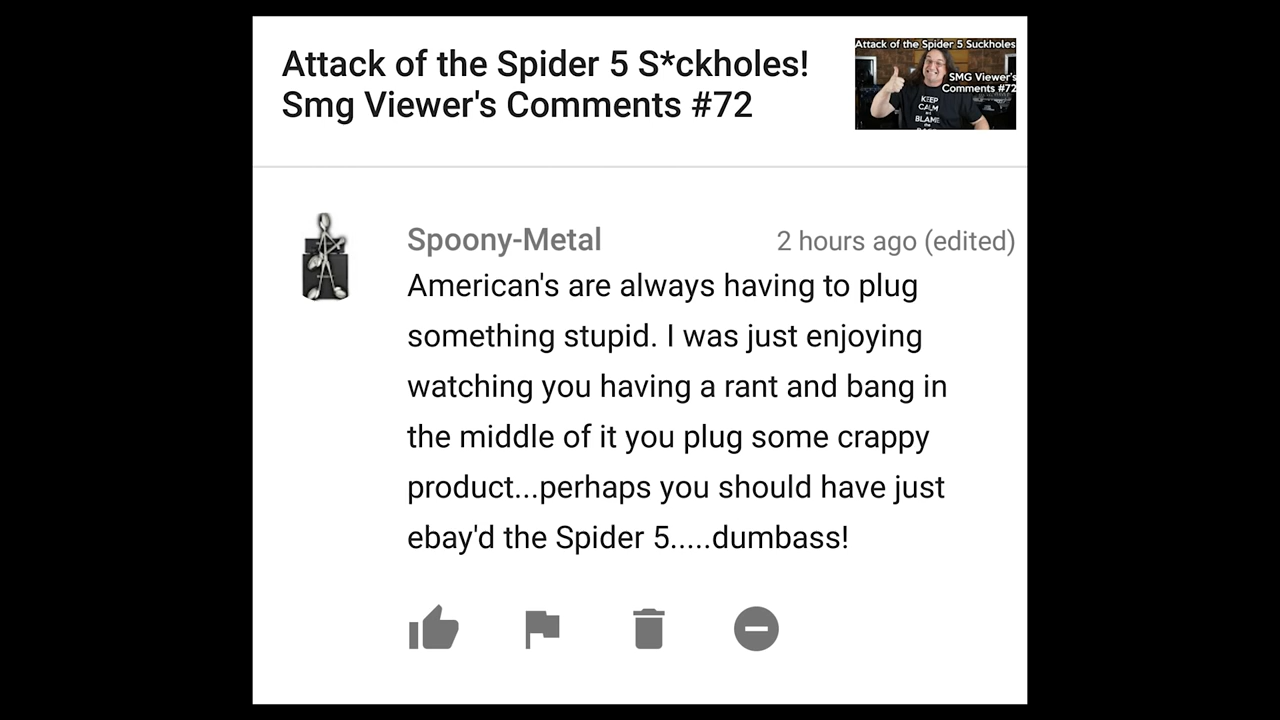 Attack of the Spider 5 S*ckholes!
Smg Viewer's Comments #72
Attack of the Spider 5 Suckholes
SMG Viewer's
Comments #72
KEEP
CALM
BLAME
Spoony-Metal
2 hours ago (edited)
American's are always having to plug
something stupid. I was just enjoying
watching you having a rant and bang in
the middle of it you plug some crappy
product...perhaps you should have just
ebay'd the Spider 5.....dumbass!